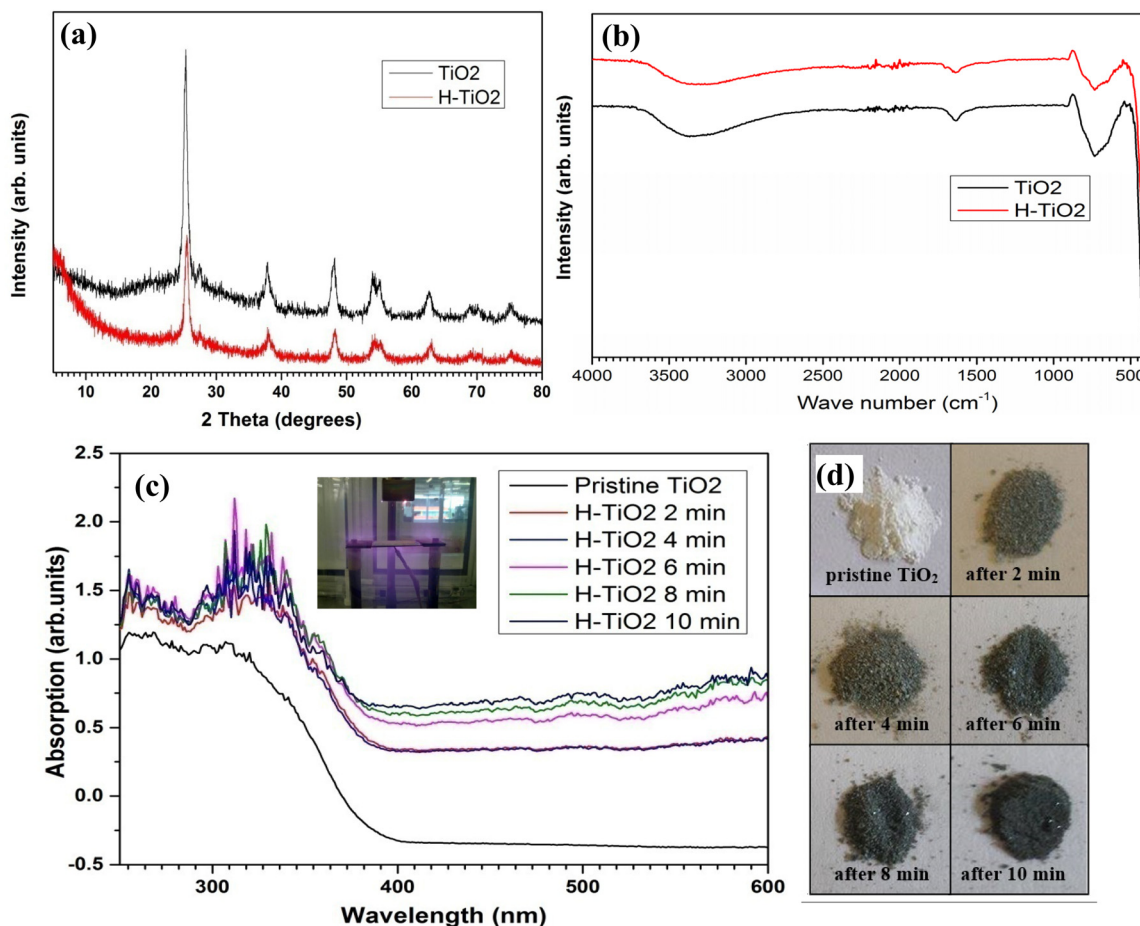 (a)
TiO2
H-TiO2
Intensity (arb. units)
10 20 30 40 50 60 70 80
2 Theta (degrees)
(b)
TiO2
H-TiO2
Intensity (arb. units)
4000 3500 3000 2500 2000 1500 1000 500
Wave number (cm⁻¹)
(c)
Pristine TiO2
H-TiO2 2 min
H-TiO2 4 min
H-TiO2 6 min
H-TiO2 8 min
H-TiO2 10 min
Absorption (arb.units)
2.5
2.0
1.5
1.0
0.5
0.0
-0.5
300 400 500 600
Wavelength (nm)
(d)
pristine TiO₂
after 2 min
after 4 min
after 6 min
after 8 min
after 10 min